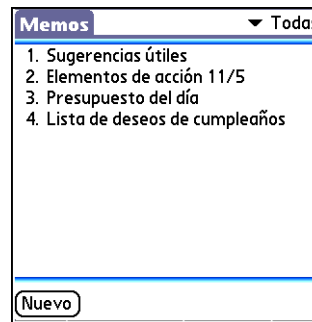 Memos
Todas
1. Sugerencias útiles
2. Elementos de acción 11/5
3. Presupuesto del día
4. Lista de deseos de cumpleaños
Nuevo